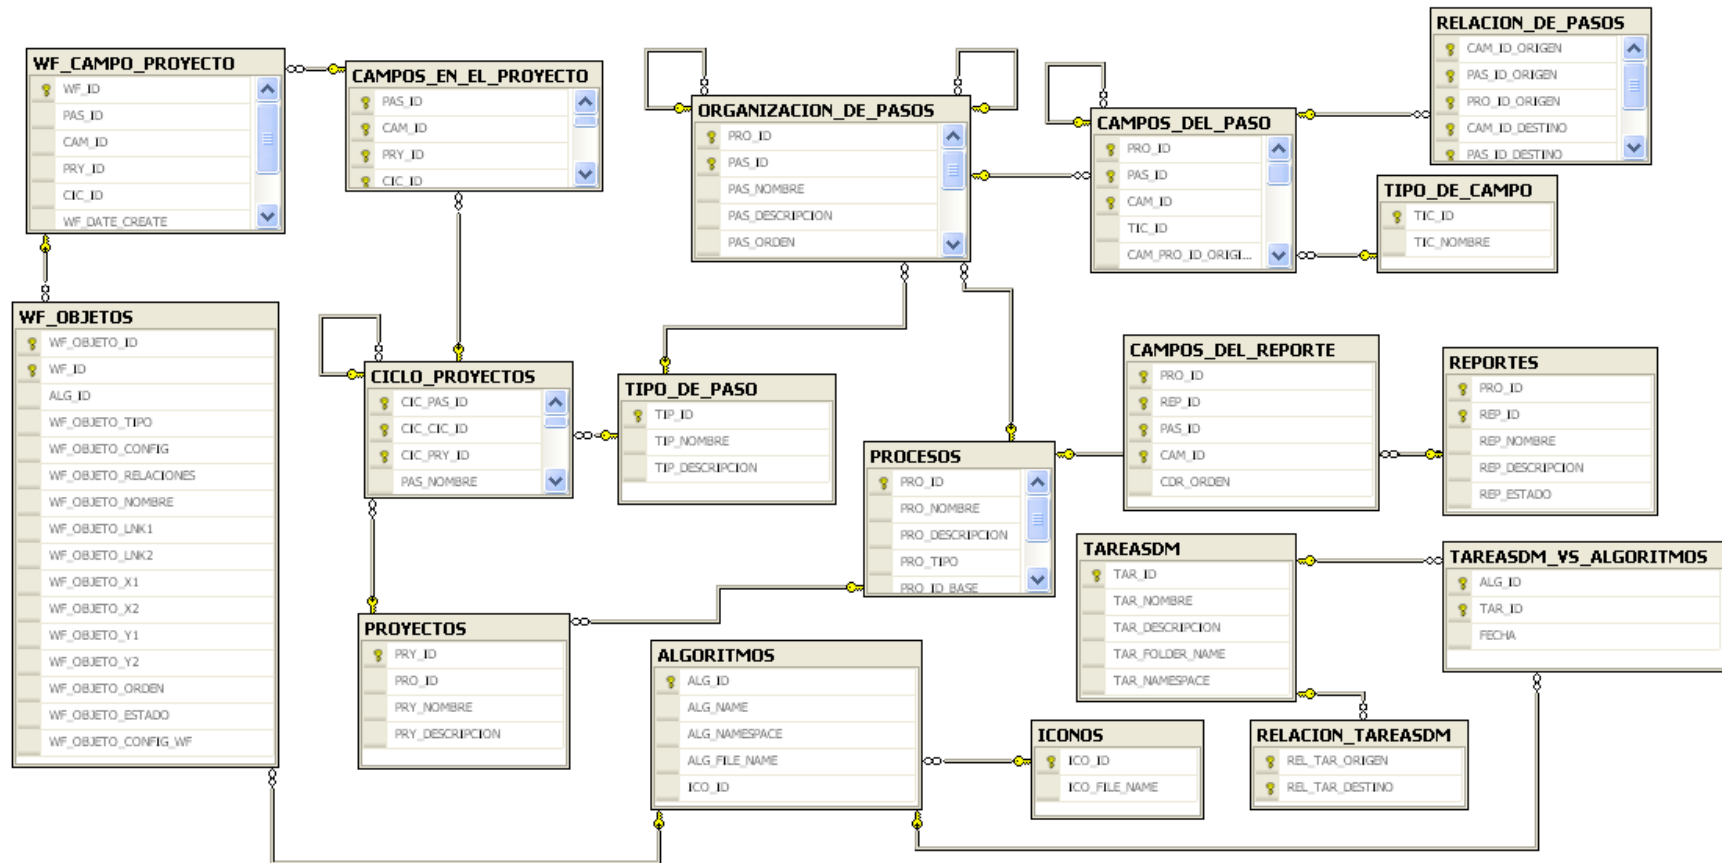 WF_CAMPO_PROYECTO
WF_ID
PAS_ID
CAM_ID
PRY_ID
CIC_ID
WF_DATE_CREATE
CAMPOS_EN_EL_PROYECTO
PAS_ID
CAM_ID
PRY_ID
CIC_ID
ORGANIZACION_DE_PASOS
PRO_ID
PAS_ID
PAS_NOMBRE
PAS_DESCRIPCION
PAS_ORDEN
CAMPOS_DEL_PASO
PRO_ID
PAS_ID
CAM_ID
TIC_ID
CAM_PRO_ID_ORIGI...
RELACION_DE_PASOS
CAM_ID_ORIGEN
PAS_ID_ORIGEN
PRO_ID_ORIGEN
CAM_ID_DESTINO
PAS_ID_DESTINO
TIPO_DE_CAMPO
TIC_ID
TIC_NOMBRE
WF_OBJETOS
WF_OBJETO_ID
WF_ID
ALG_ID
WF_OBJETO_TIPO
WF_OBJETO_CONFIG
WF_OBJETO_RELACIONES
WF_OBJETO_NOMBRE
WF_OBJETO_LNK1
WF_OBJETO_LNK2
WF_OBJETO_X1
WF_OBJETO_X2
WF_OBJETO_Y1
WF_OBJETO_Y2
WF_OBJETO_ORDEN
WF_OBJETO_ESTADO
WF_OBJETO_CONFIG_WF
CICLO_PROYECTOS
CIC_PAS_ID
CIC_CIC_ID
CIC_PRY_ID
PAS_NOMBRE
TIPO_DE_PASO
TIP_ID
TIP_NOMBRE
TIP_DESCRIPCION
PROCESOS
PRO_ID
PRO_NOMBRE
PRO_DESCRIPCION
PRO_TIPO
PRO_ID_BASE
CAMPOS_DEL_REPORTE
PRO_ID
REP_ID
PAS_ID
CAM_ID
CDR_ORDEN
REPORTES
PRO_ID
REP_ID
REP_NOMBRE
REP_DESCRIPCION
REP_ESTADO
TAREASDM
TAR_ID
TAR_NOMBRE
TAR_DESCRIPCION
TAR_FOLDER_NAME
TAR_NAMESPACE
TAREASDM_VS_ALGORITMOS
ALG_ID
TAR_ID
FECHA
PROYECTOS
PRY_ID
PRO_ID
PRY_NOMBRE
PRY_DESCRIPCION
ALGORITMOS
ALG_ID
ALG_NAME
ALG_NAMESPACE
ALG_FILE_NAME
ICO_ID
ICONOS
ICO_ID
ICO_FILE_NAME
RELACION_TAREASDM
REL_TAR_ORIGEN
REL_TAR_DESTINO